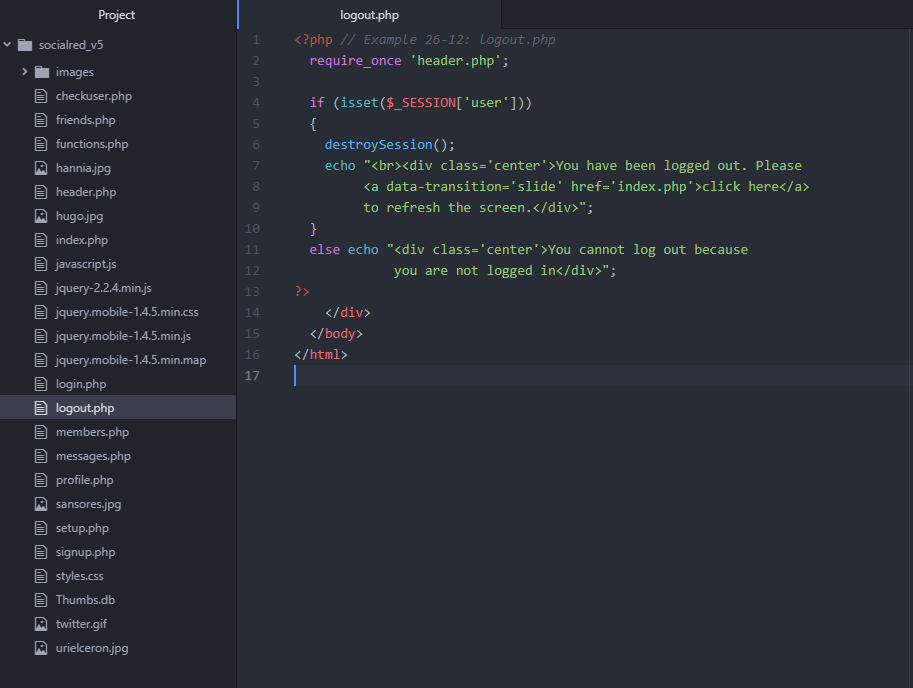 Project
socialred_v5
images
checkuser.php
friends.php
functions.php
hannia.jpg
header.php
hugo.jpg
index.php
javascript.js
jquery-2.2.4.min.js
jquery.mobile-1.4.5.min.css
jquery.mobile-1.4.5.min.js
jquery.mobile-1.4.5.min.map
login.php
logout.php
members.php
messages.php
profile.php
sansores.jpg
setup.php
signup.php
styles.css
Thumbs.db
twitter.gif
urielceron.jpg
logout.php
1 <?php // Example 26-12: logout.php
2 require_once 'header.php';
3
4 if (isset($_SESSION['user']))
5 {
6 destroySession();
7 echo "<br><div class='center'>You have been logged out. Please
8 <a data-transition='slide' href='index.php'>click here</a>
9 to refresh the screen.</div>";
10 }
11 else echo "<div class='center'>You cannot log out because
12 you are not logged in</div>";
13 ?>
14 </div>
15 </body>
16 </html>
17